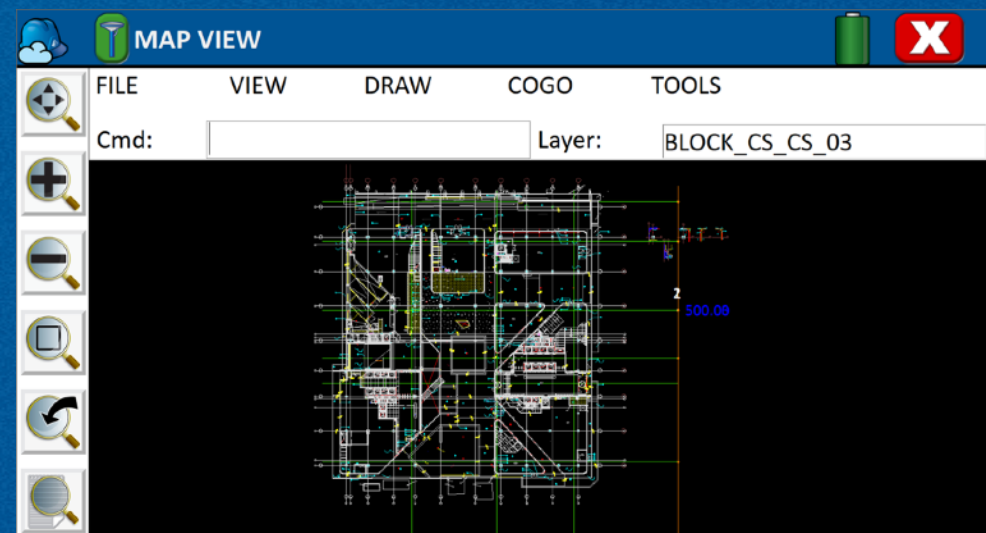 MAP VIEW
FILE VIEW DRAW COGO TOOLS
Cmd: Layer: BLOCK_CS_CS_03
2
500.00